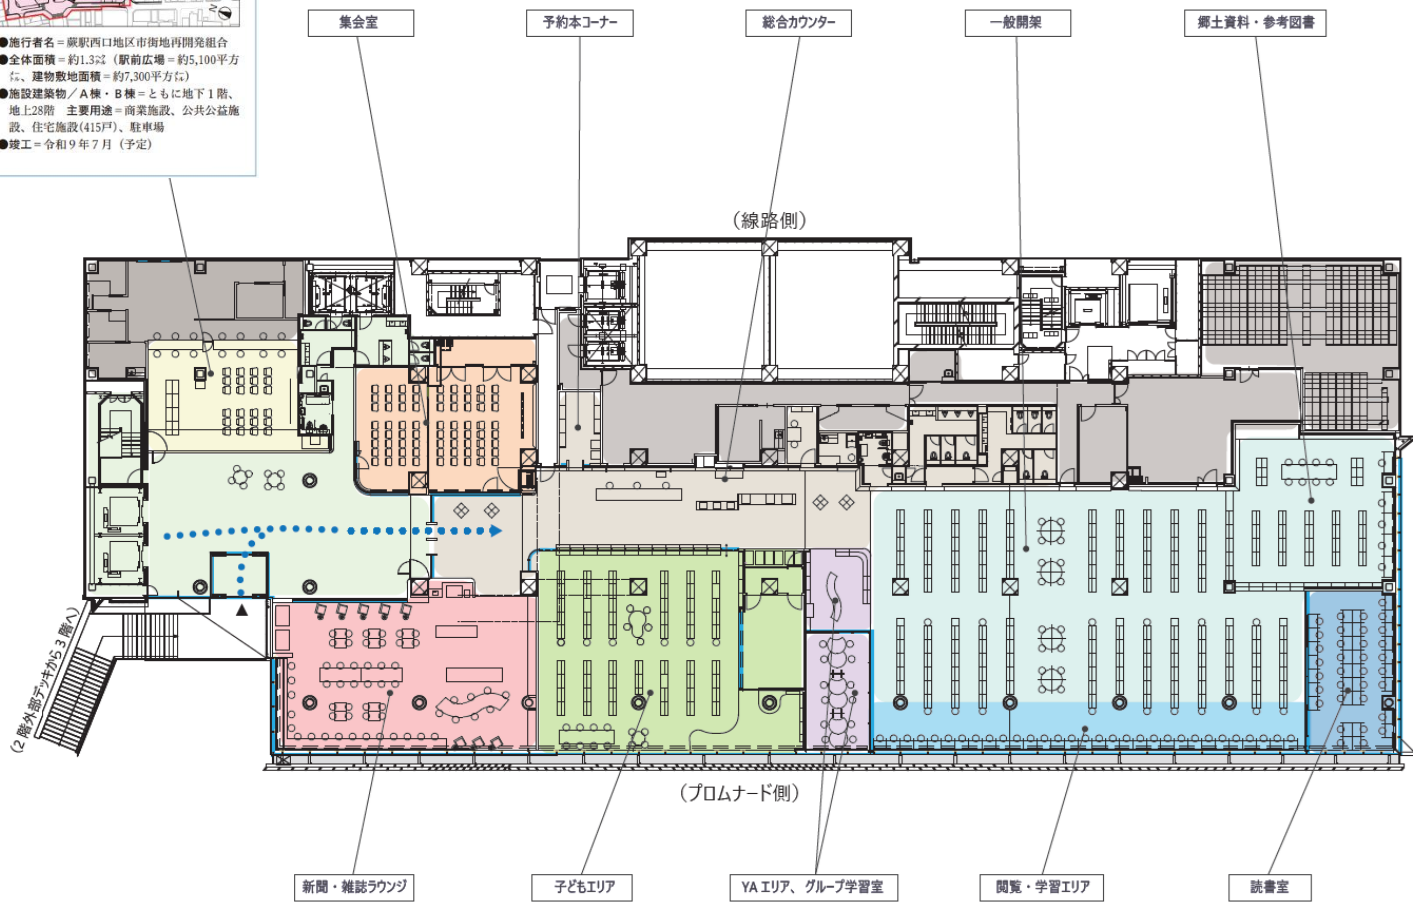 ●施行者名＝蕨駅西口地区市街地再開発組合
●全体面積＝約1.3㌶（駅前広場＝約5,100平方
㍍、建物敷地面積＝約7,300平方㍍）
●施設建築物／A棟・B棟＝ともに地下1階、
地上28階　主要用途＝商業施設、公共公益施
設、住宅施設(415戸)、駐車場
●竣工＝令和9年7月（予定）
集会室
予約本コーナー
総合カウンター
一般開架
郷土資料・参考図書
（線路側）
（2階外部デッキから3階へ）
（プロムナード側）
新聞・雑誌ラウンジ
子どもエリア
YAエリア、グループ学習室
閲覧・学習エリア
読書室